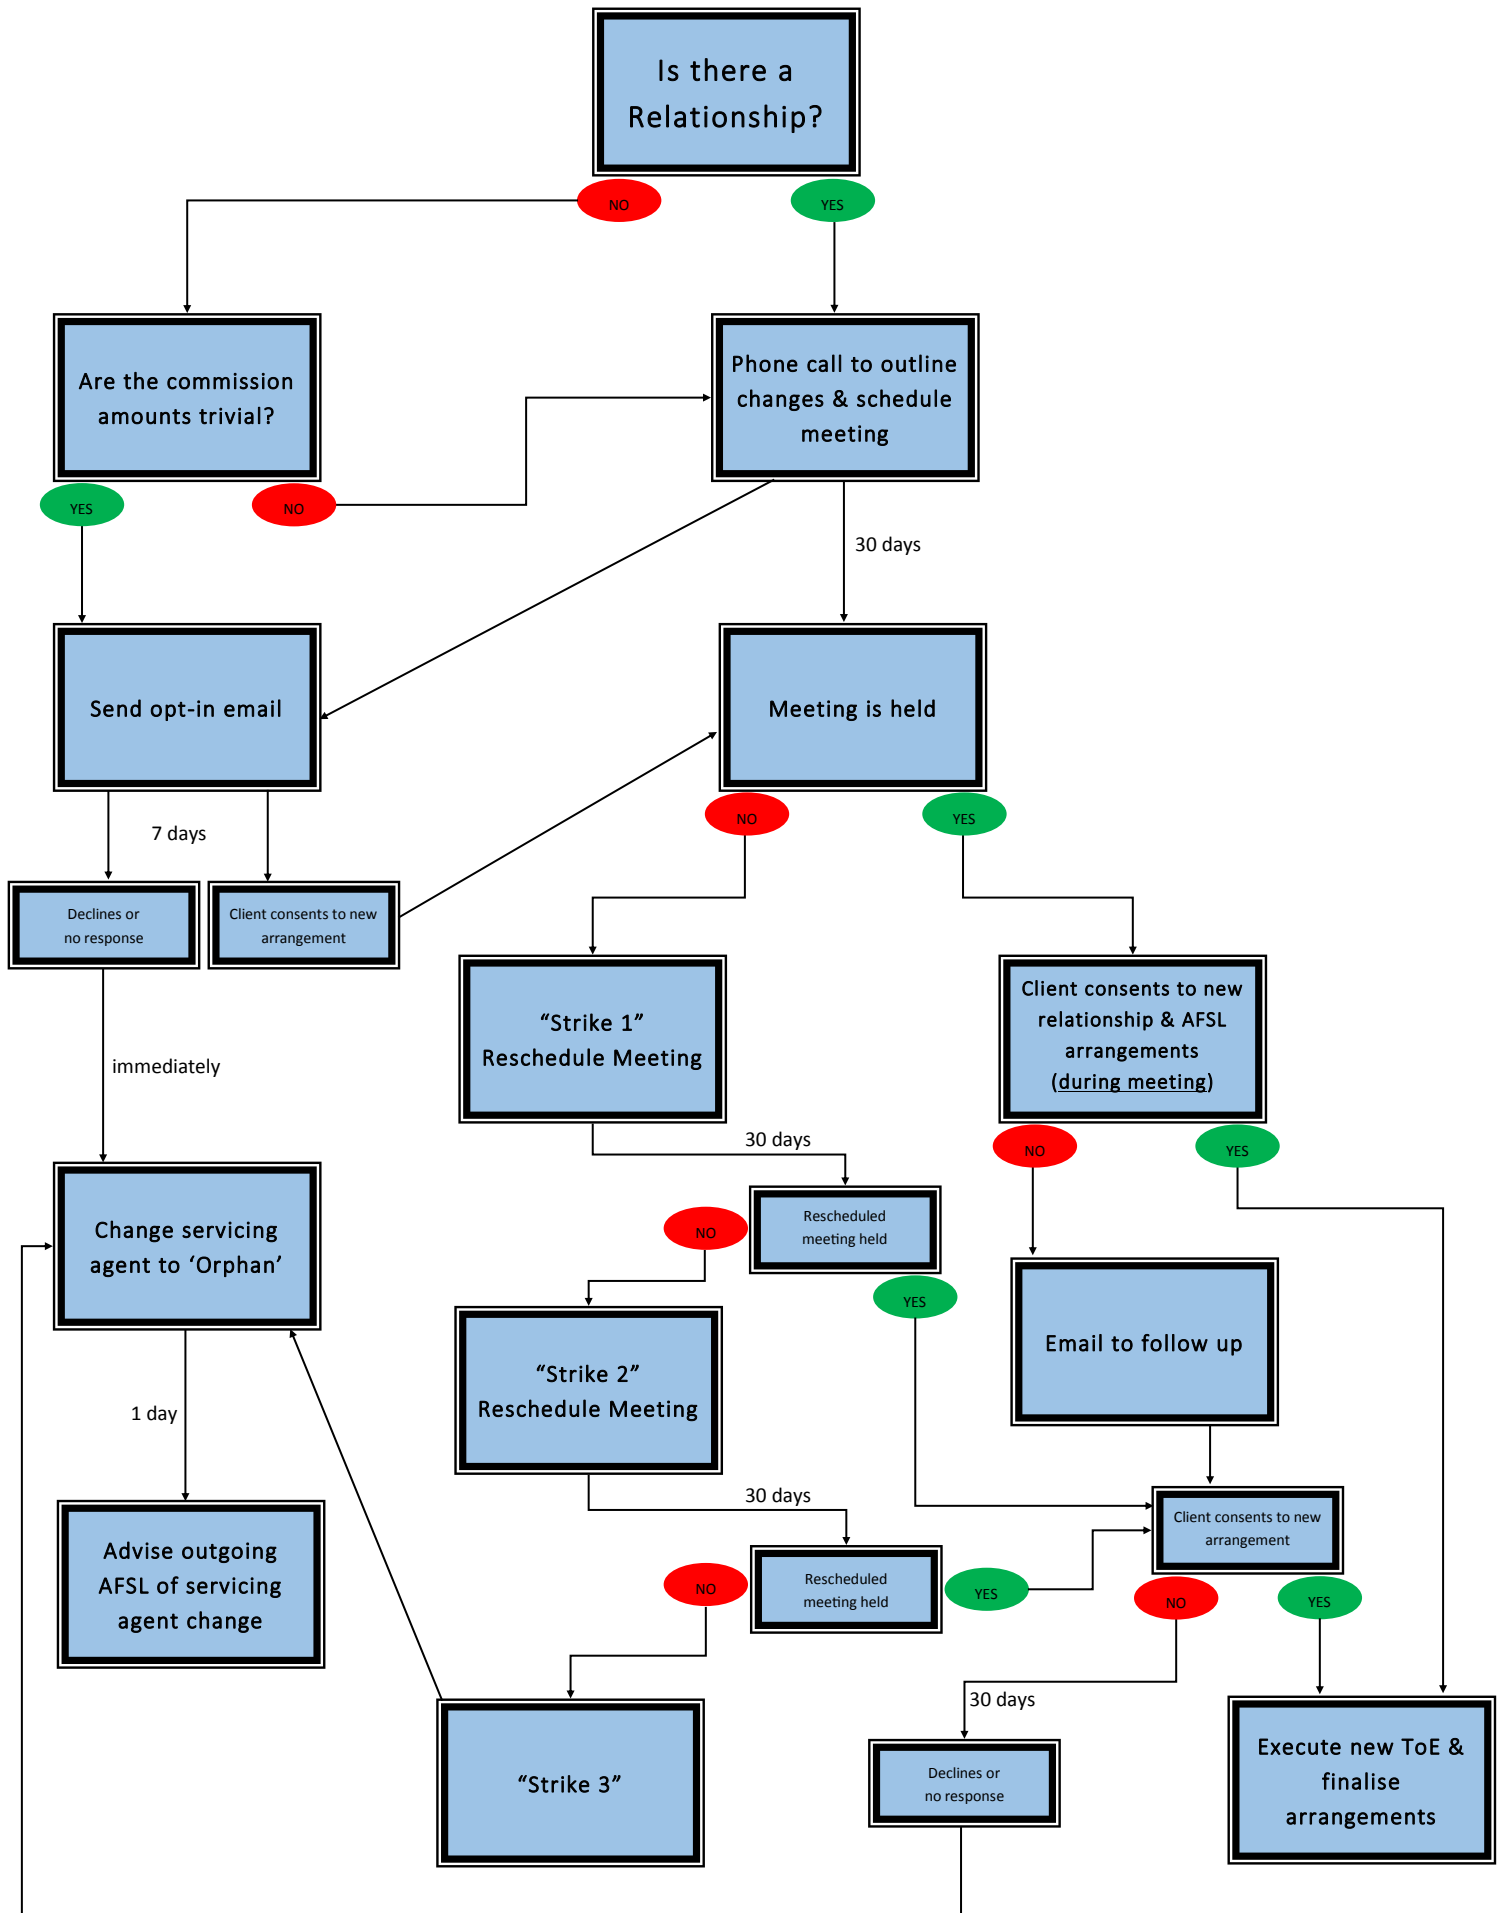 Is there a
Relationship?
NO
YES
Are the commission
amounts trivial?
Phone call to outline
changes & schedule
meeting
YES
NO
30 days
Send opt-in email
Meeting is held
NO
YES
7 days
Declines or
no response
Client consents to new
arrangement
“Strike 1”
Reschedule Meeting
Client consents to new
relationship & AFSL
arrangements
(during meeting)
immediately
30 days
NO
YES
Change servicing
agent to ‘Orphan’
NO
Rescheduled
meeting held
YES
“Strike 2”
Reschedule Meeting
Email to follow up
1 day
30 days
Client consents to new
arrangement
Advise outgoing
AFSL of servicing
agent change
NO
Rescheduled
meeting held
YES
NO
YES
30 days
“Strike 3”
Declines or
no response
Execute new ToE &
finalise
arrangements